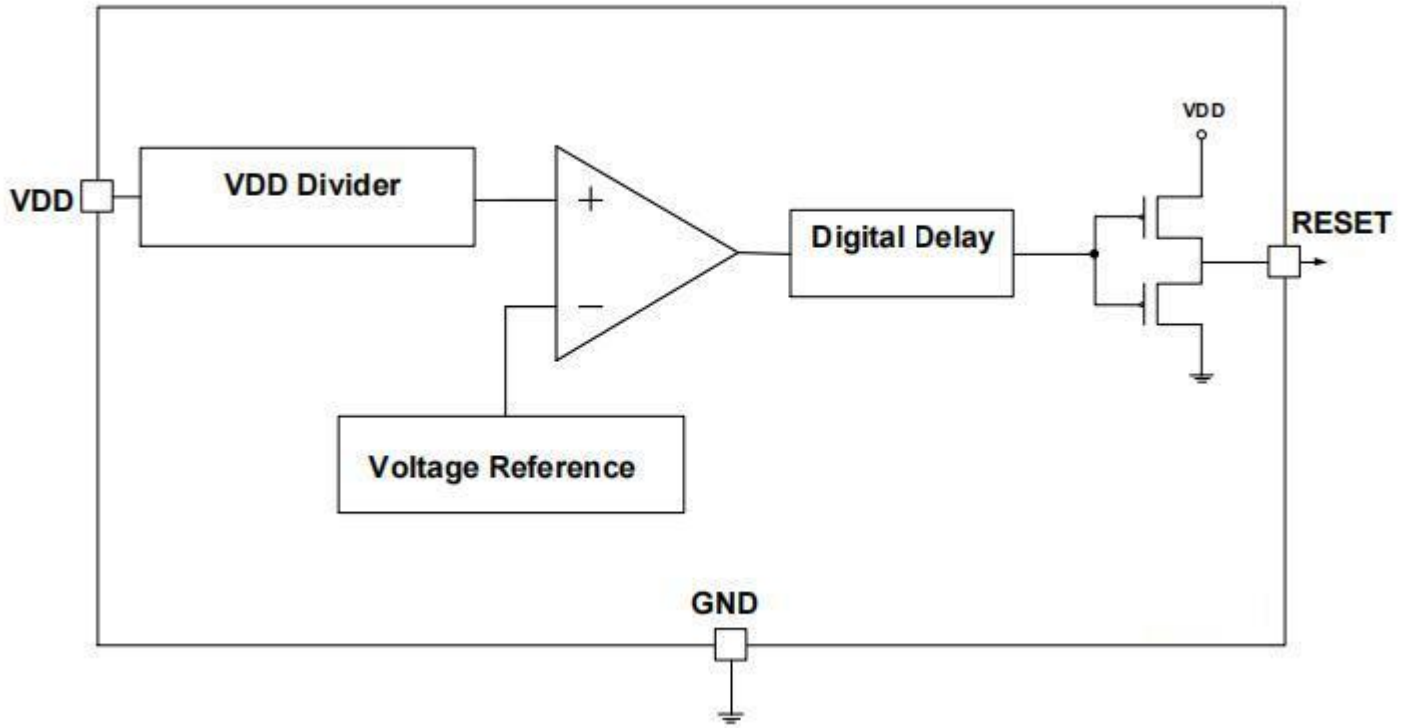 VDD
VDD Divider
VDD
+
−
Digital Delay
RESET
Voltage Reference
GND